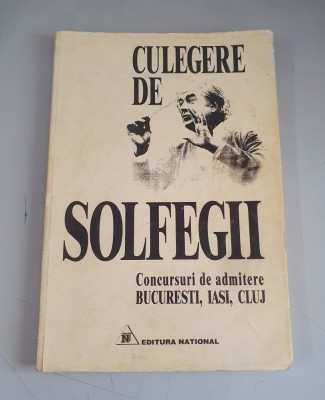 CULEGERE
DE
SOLFEGII
Concursuri de admitere
BUCURESTI, IASI, CLUJ
N EDITURA NATIONAL